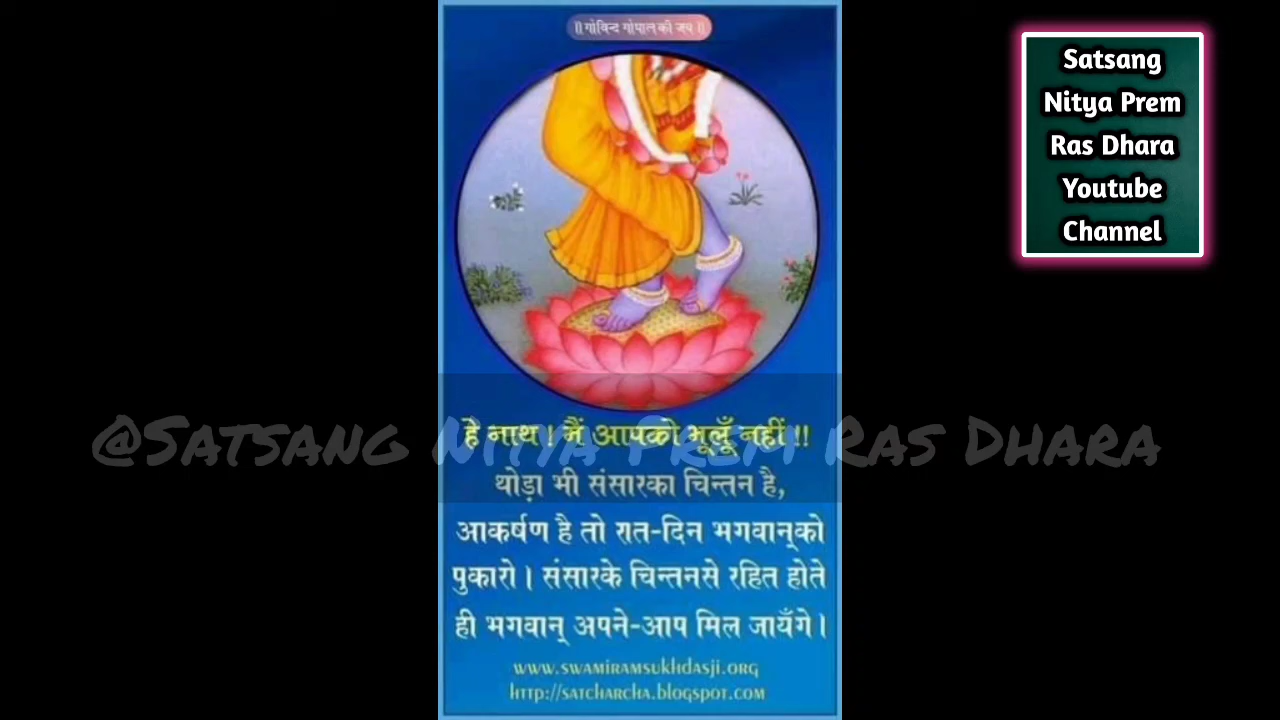 ॥ गोविन्द गोपाल की जय ॥
Satsang
Nitya Prem
Ras Dhara
Youtube
Channel
हे नाथ ! मैं आपको भूलूँ नहीं !!
@Satsang Nitya Prem Ras Dhara
थोड़ा भी संसारका चिन्तन है,
आकर्षण है तो रात-दिन भगवान्‌को
पुकारो । संसारके चिन्तनसे रहित होते
ही भगवान् अपने-आप मिल जायँगे ।
www.swamiramsukhdasji.org
http://satcharcha.blogspot.com